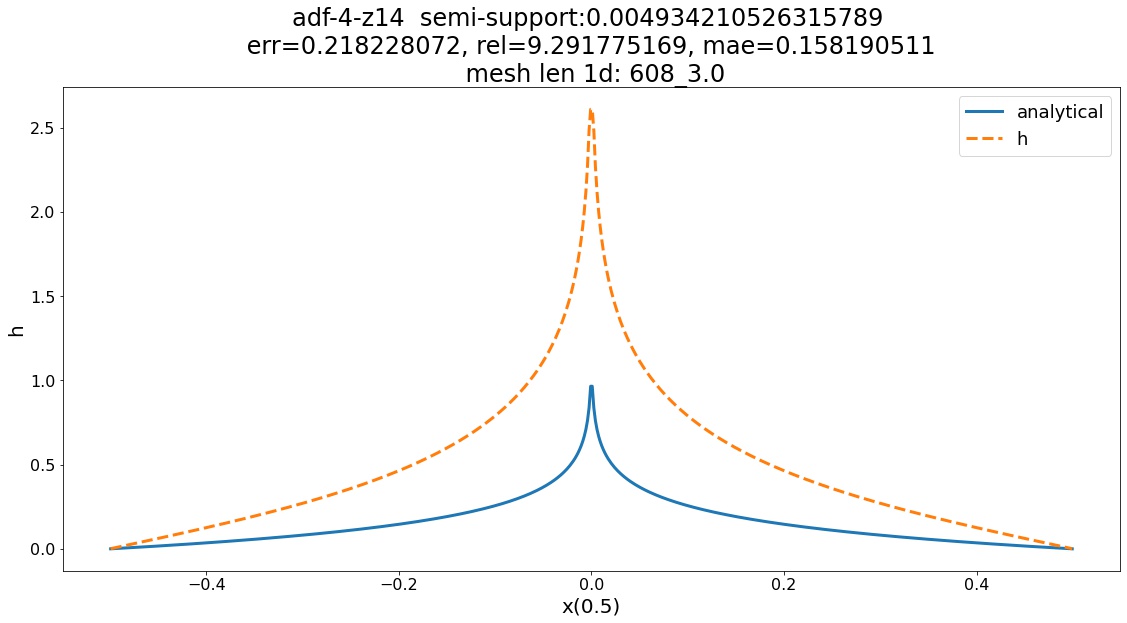 adf-4-z14  semi-support:0.004934210526315789
err=0.218228072, rel=9.291775169, mae=0.158190511
mesh len 1d: 608_3.0
analytical
h
h
2.5
2.0
1.5
1.0
0.5
0.0
−0.4
−0.2
0.0
0.2
0.4
x(0.5)